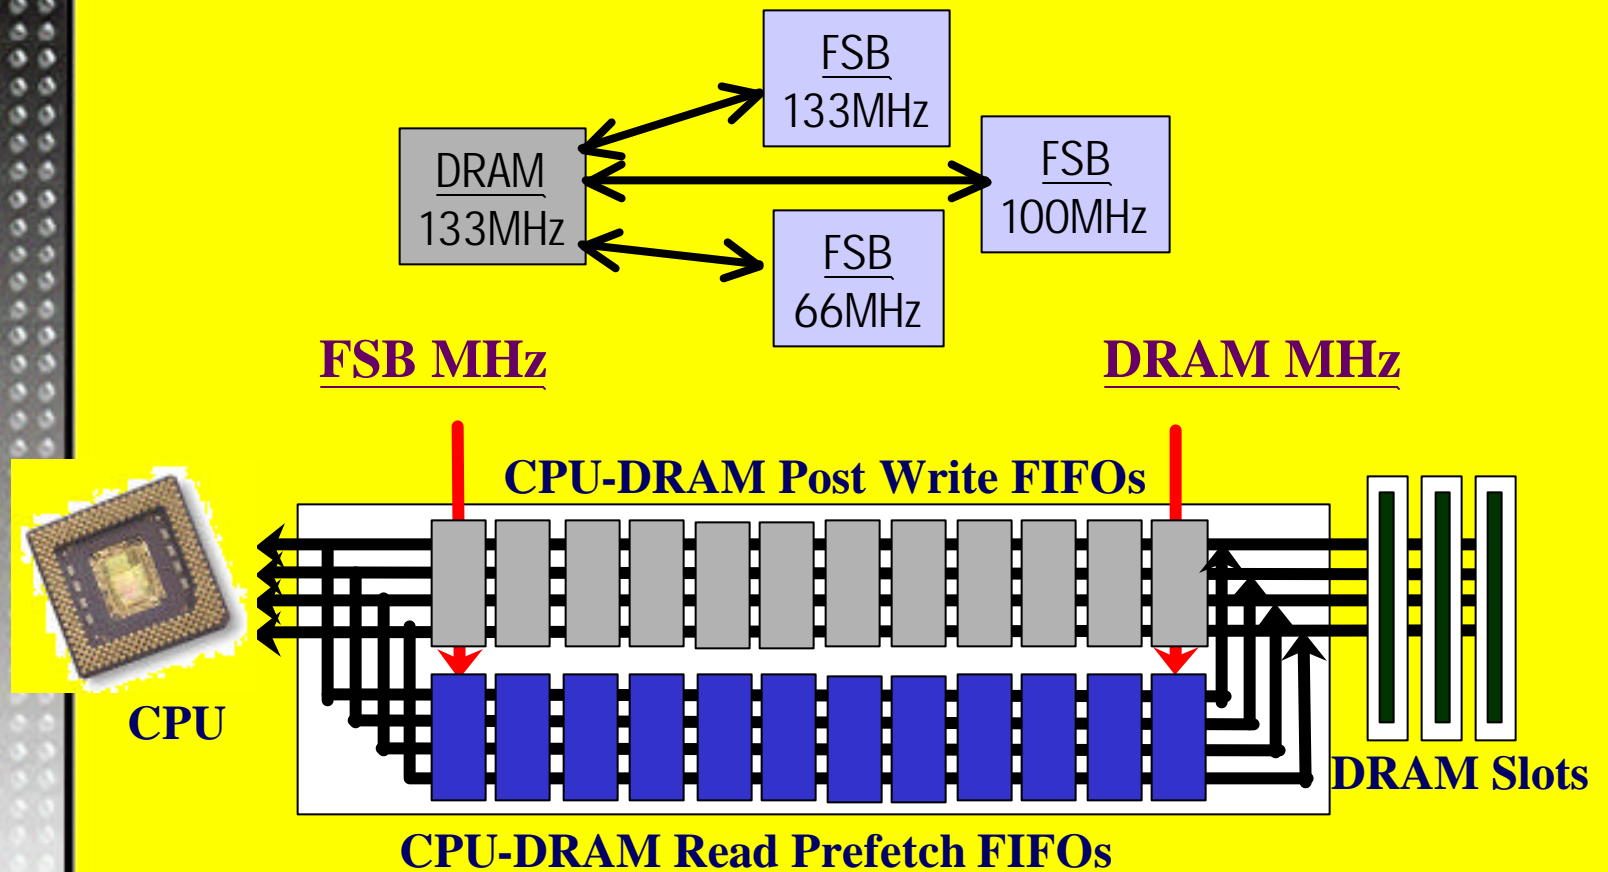 FSB
133MHz
DRAM
133MHz
FSB
100MHz
FSB
66MHz
FSB MHz
DRAM MHz
CPU-DRAM Post Write FIFOs
CPU
DRAM Slots
CPU-DRAM Read Prefetch FIFOs